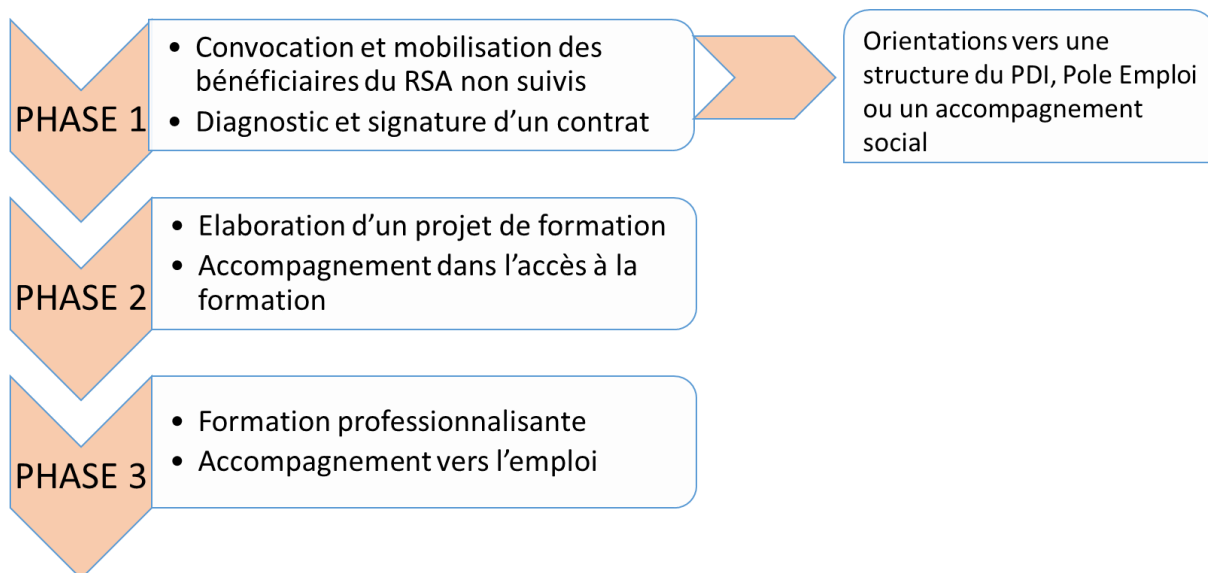 PHASE 1
• Convocation et mobilisation des
bénéficiaires du RSA non suivis
• Diagnostic et signature d’un contrat
Orientations vers une
structure du PDI, Pole Emploi
ou un accompagnement
social
PHASE 2
• Elaboration d’un projet de formation
• Accompagnement dans l’accès à la
formation
PHASE 3
• Formation professionnalisante
• Accompagnement vers l’emploi